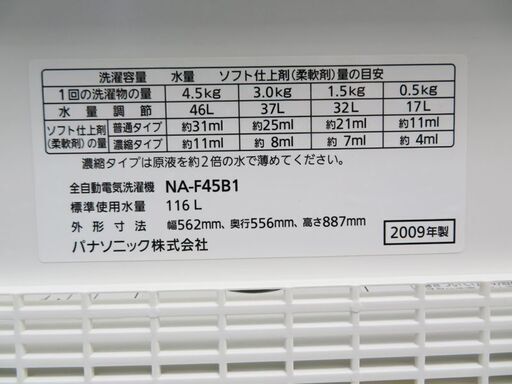 洗濯容量 水量 ソフト仕上剤(柔軟剤)量の目安
1回の洗濯物の量 4.5kg 3.0kg 1.5kg 0.5kg
水量調節 46L 37L 32L 17L
ソフト仕上剤(柔軟剤)の量 普通タイプ 約31ml 約25ml 約21ml 約11ml
濃縮タイプ 約11ml 約 8ml 約 7ml 約 4ml
濃縮タイプは原液を約2倍の水で薄めてください。
全自動電気洗濯機 NA-F45B1
標準使用水量 116 L
外形寸法 幅562mm、奥行556mm、高さ887mm
パナソニック株式会社 2009年製